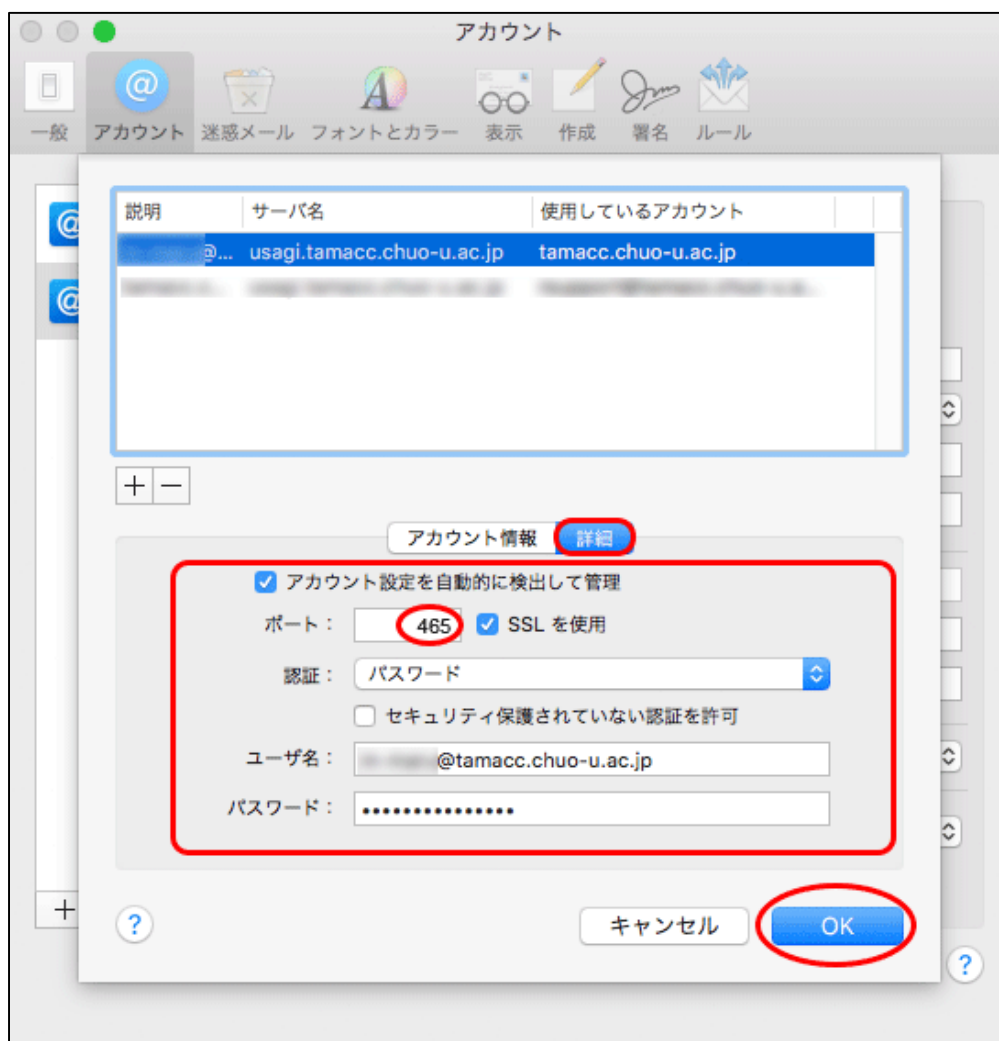 アカウント
一般 アカウント 迷惑メール フォントとカラー 表示 作成 署名 ルール
説明 サーバ名 使用しているアカウント
@... usagi.tamacc.chuo-u.ac.jp tamacc.chuo-u.ac.jp
アカウント情報 詳細
アカウント設定を自動的に検出して管理
ポート： 465 SSL を使用
認証： パスワード
セキュリティ保護されていない認証を許可
ユーザ名： @tamacc.chuo-u.ac.jp
パスワード： •••••••••••••••
? キャンセル OK
?